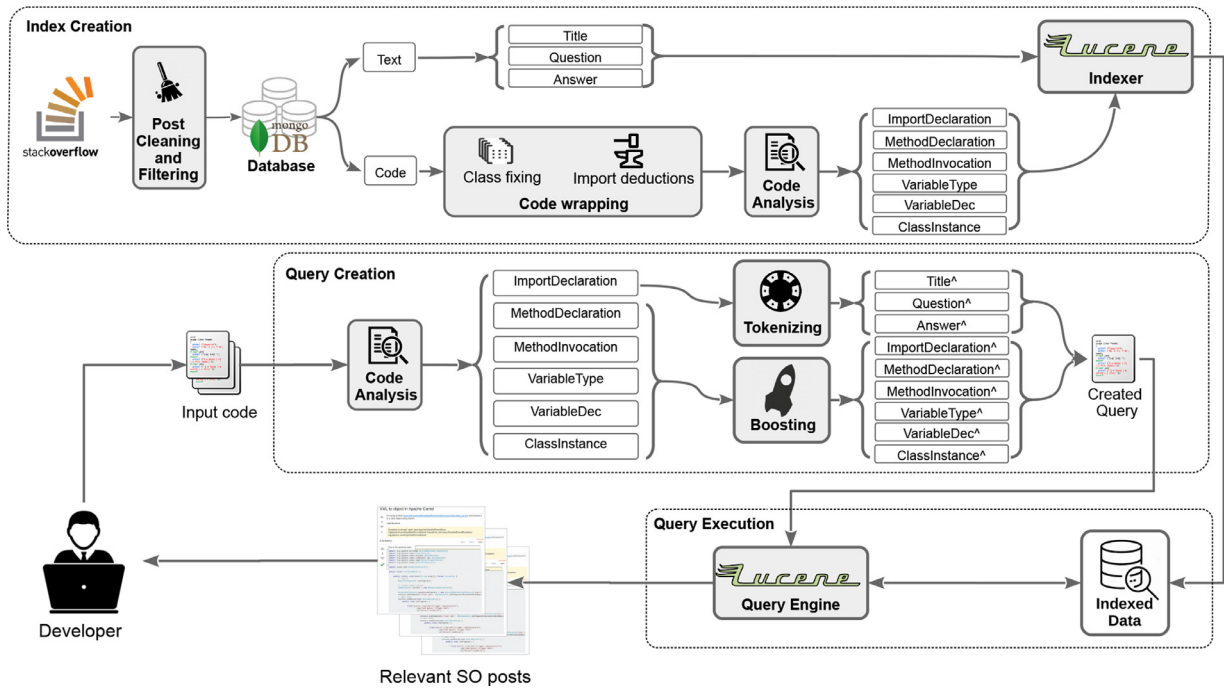 Index Creation
stackoverflow
Post
Cleaning
and
Filtering
mongo
DB
Database
Text
Code
Title
Question
Answer
Class fixing
Import deductions
Code wrapping
Code
Analysis
ImportDeclaration
MethodDeclaration
MethodInvocation
VariableType
VariableDec
ClassInstance
Lucene
Indexer
Query Creation
Input code
Code
Analysis
ImportDeclaration
MethodDeclaration
MethodInvocation
VariableType
VariableDec
ClassInstance
Tokenizing
Boosting
Title^
Question^
Answer^
ImportDeclaration^
MethodDeclaration^
MethodInvocation^
VariableType^
VariableDec^
ClassInstance^
Created
Query
Query Execution
Lucene
Query Engine
Indexed
Data
Relevant SO posts
Developer